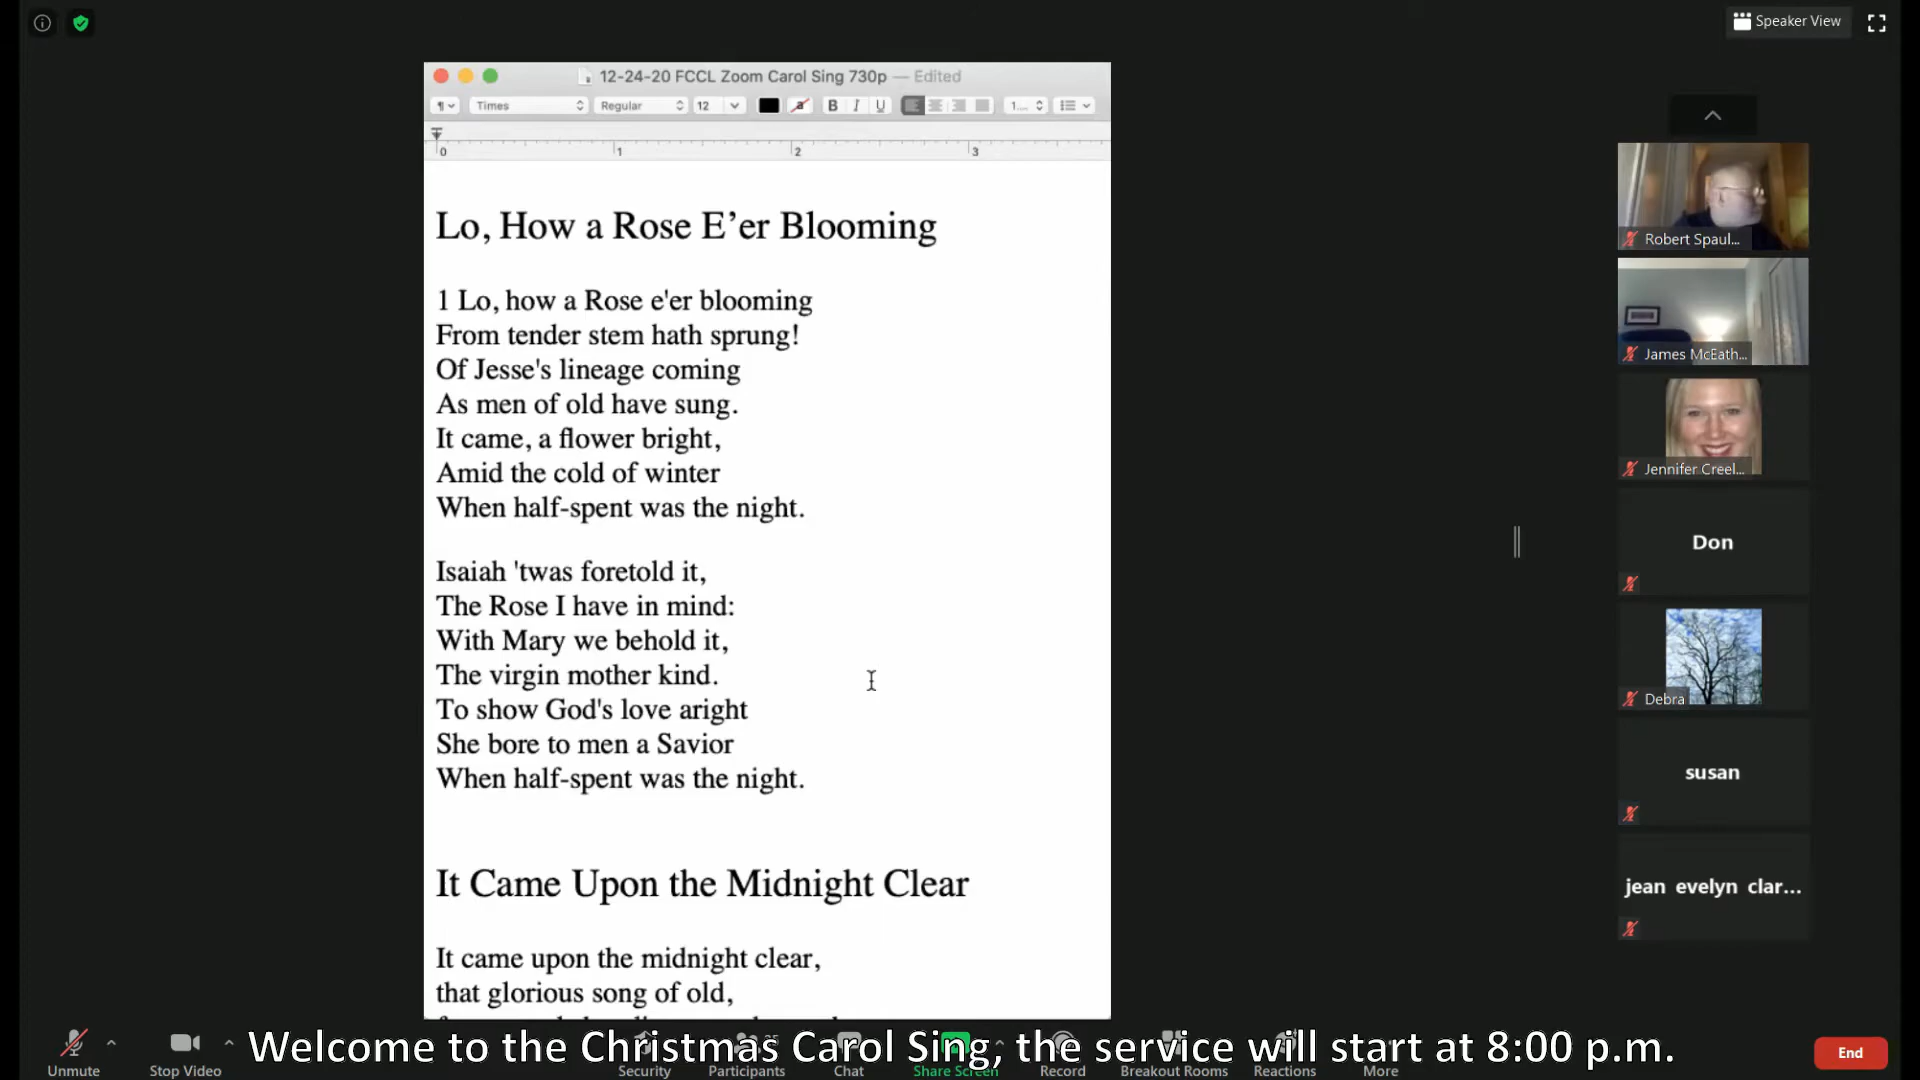 Speaker View
12-24-20 FCCL Zoom Carol Sing 730p — Edited
Times Regular 12 a B I U 1...
0 1 2 3
Lo, How a Rose E’er Blooming
1 Lo, how a Rose e'er blooming
From tender stem hath sprung!
Of Jesse's lineage coming
As men of old have sung.
It came, a flower bright,
Amid the cold of winter
When half-spent was the night.
Isaiah 'twas foretold it,
The Rose I have in mind:
With Mary we behold it,
The virgin mother kind.
To show God's love aright
She bore to men a Savior
When half-spent was the night.
It Came Upon the Midnight Clear
It came upon the midnight clear,
that glorious song of old,
Robert Spaul...
James McEath...
Jennifer Creel...
Don
Debra
susan
jean evelyn clar...
Welcome to the Christmas Carol Sing, the service will start at 8:00 p.m.
Unmute
Stop Video
Security
Participants
Chat
Share Screen
Record
Breakout Rooms
Reactions
More
End